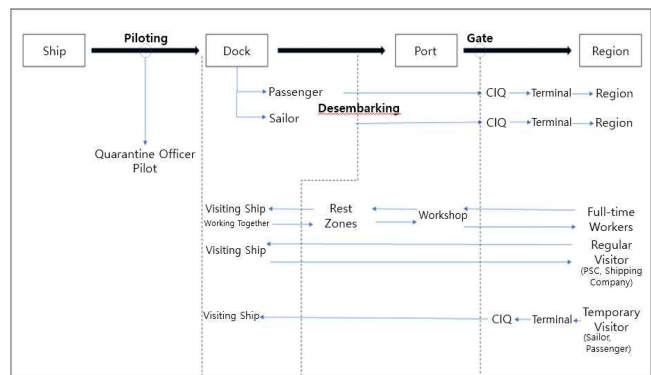 Piloting
Gate
Ship
Dock
Port
Region
Passenger
CIQ
Terminal
Region
Desembarking
Sailor
CIQ
Terminal
Region
Quarantine Officer
Pilot
Visiting Ship
Rest
Zones
Workshop
Full-time
Workers
Working Together
Visiting Ship
Regular
Visitor
(PSC, Shipping
Company)
Visiting Ship
CIQ
Terminal
Temporary
Visitor
(Sailor,
Passenger)